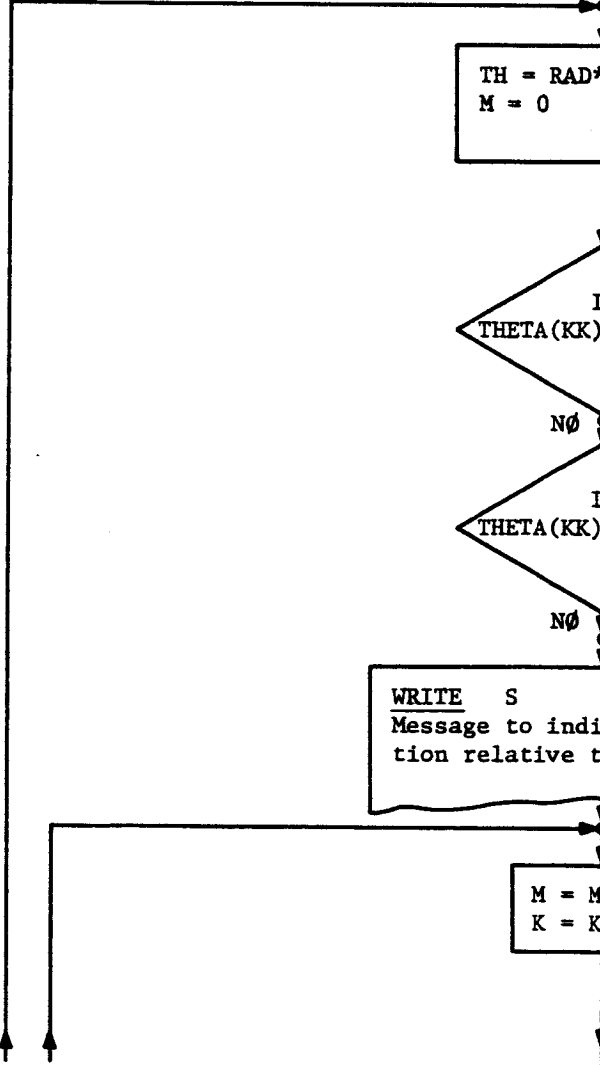 TH = RAD*
M = 0
I
THETA(KK)
NØ
I
THETA(KK)
NØ
WRITE S
Message to indi
tion relative t
M = M
K = K